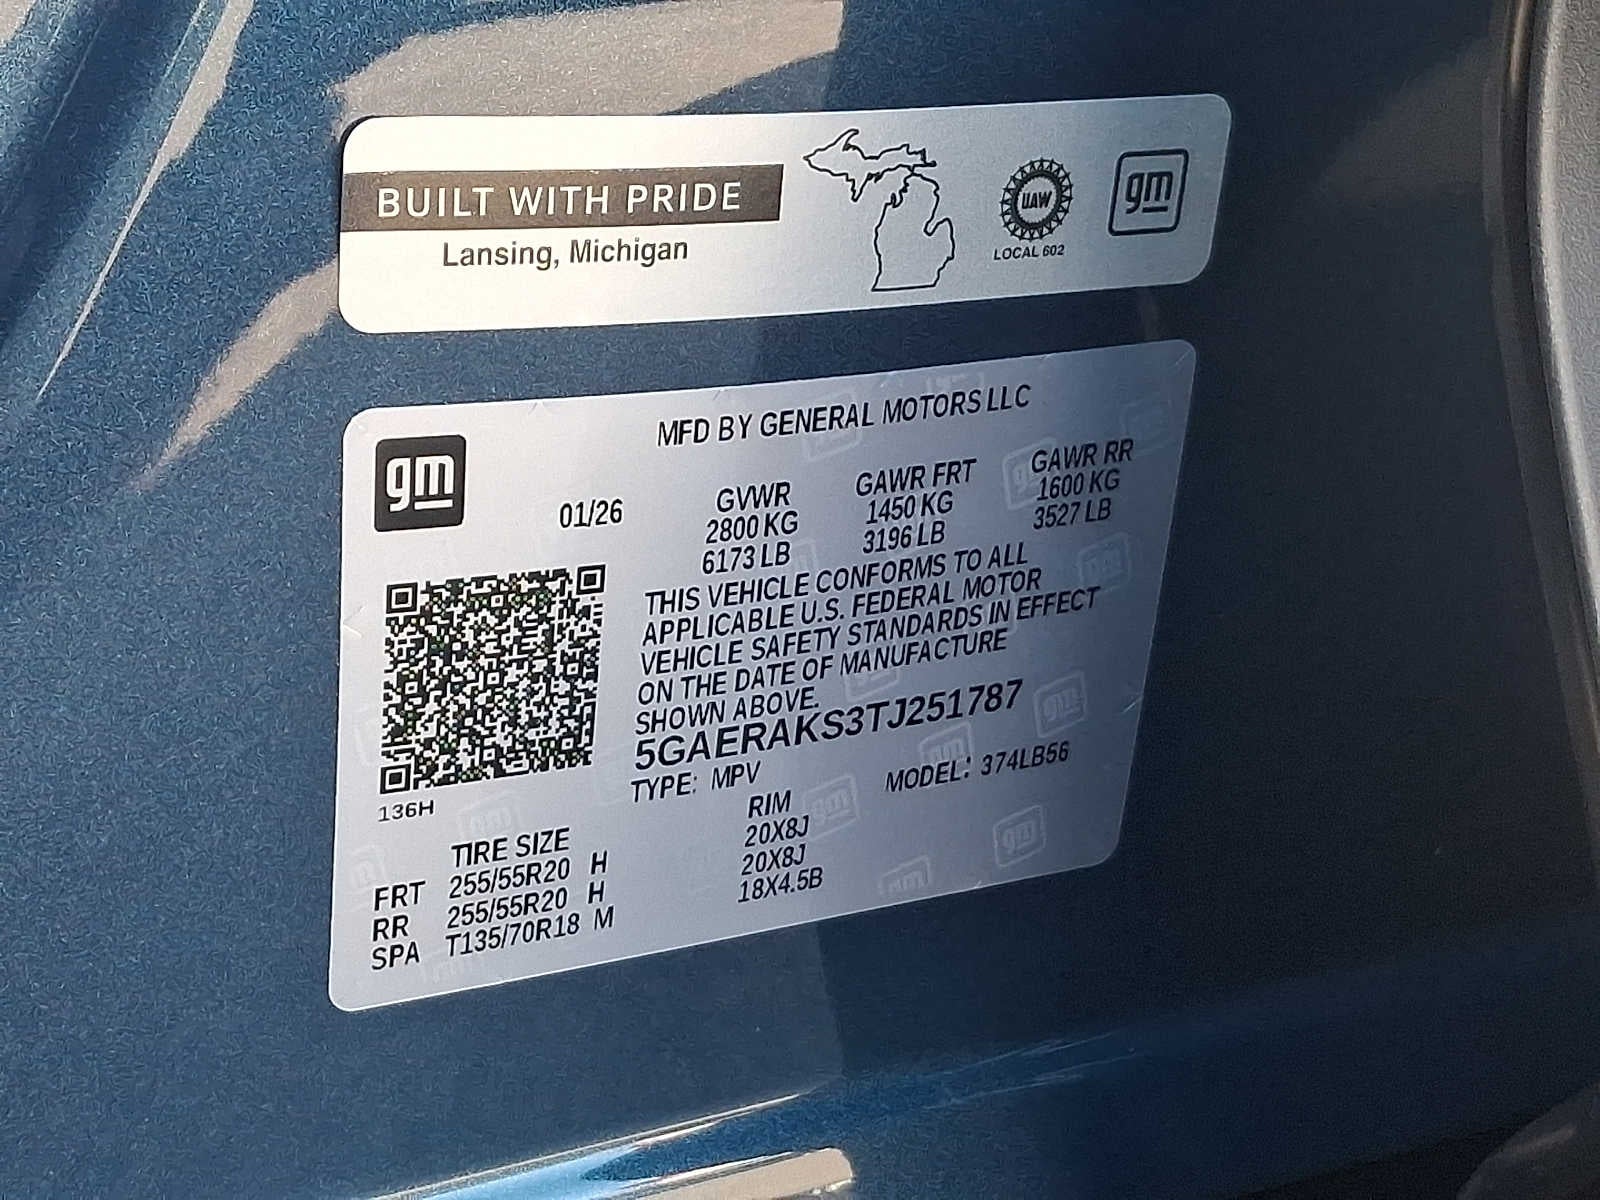 BUILT WITH PRIDE
Lansing, Michigan
UAW
LOCAL 602
gm
MFD BY GENERAL MOTORS LLC
gm
01/26
GVWR GAWR FRT GAWR RR
2800 KG 1450 KG 1600 KG
6173 LB 3196 LB 3527 LB
THIS VEHICLE CONFORMS TO ALL
APPLICABLE U.S. FEDERAL MOTOR
VEHICLE SAFETY STANDARDS IN EFFECT
ON THE DATE OF MANUFACTURE
SHOWN ABOVE.
5GAERAKS3TJ251787
TYPE: MPV MODEL: 374LB56
136H
TIRE SIZE RIM
FRT 255/55R20 H 20X8J
RR 255/55R20 H 20X8J
SPA T135/70R18 M 18X4.5B